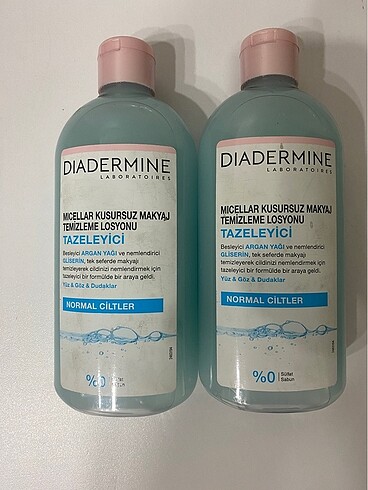 DIADERMINE
LABORATOIRES
MICELLAR KUSURSUZ MAKYAJ
TEMİZLEME LOSYONU
TAZELEYİCİ
Besleyici ARGAN YAĞI ve nemlendirici
GLİSERİN, tek seferde makyajı
temizleyerek cildinizi nemlendirmek için
tazeleyici bir formülde bir araya geldi.
Yüz & Göz & Dudaklar
NORMAL CİLTLER
%0
DIADERMINE
LABORATOIRES
MICELLAR KUSURSUZ MAKYAJ
TEMİZLEME LOSYONU
TAZELEYİCİ
Besleyici ARGAN YAĞI ve nemlendirici
GLİSERİN, tek seferde makyajı
temizleyerek cildinizi nemlendirmek için
tazeleyici bir formülde bir araya geldi.
Yüz & Göz & Dudaklar
NORMAL CİLTLER
%0 Sülfat
Sabun